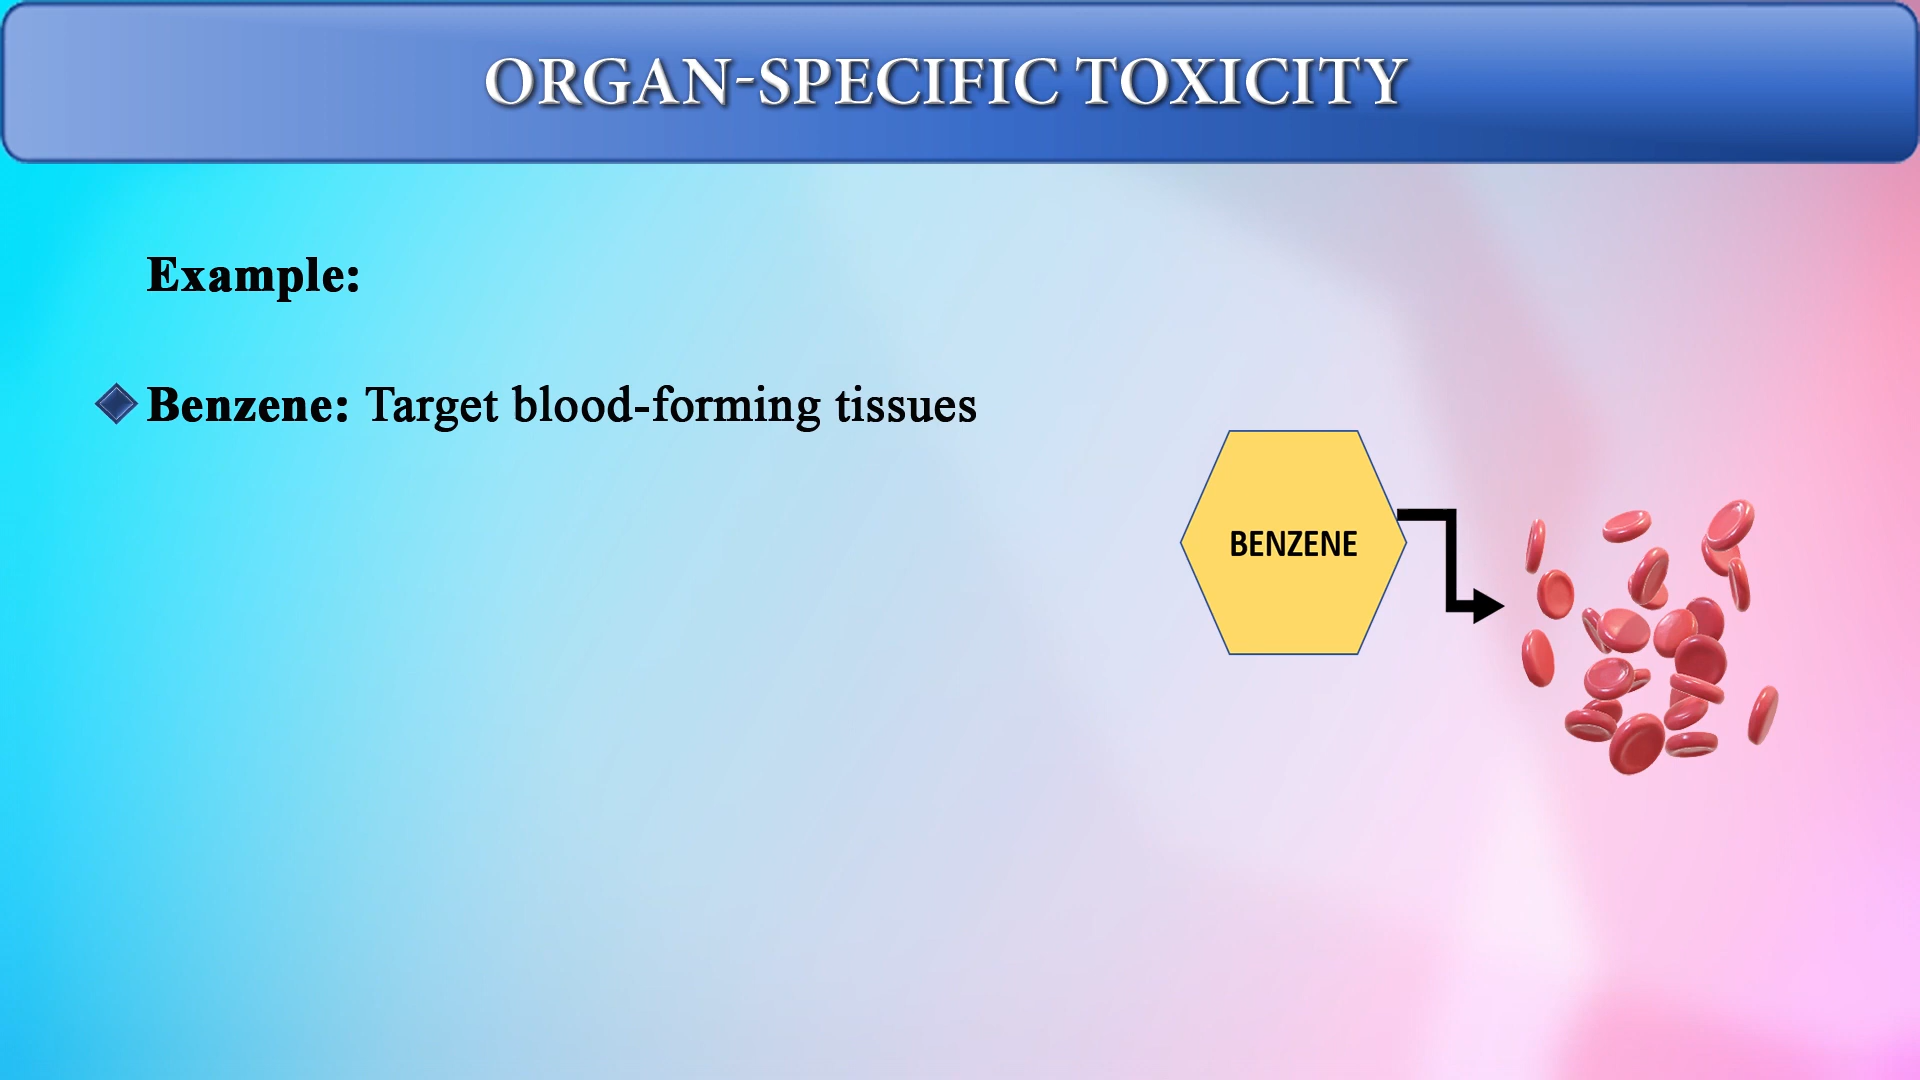 ORGAN-SPECIFIC TOXICITY
Example:
Benzene: Target blood-forming tissues
BENZENE